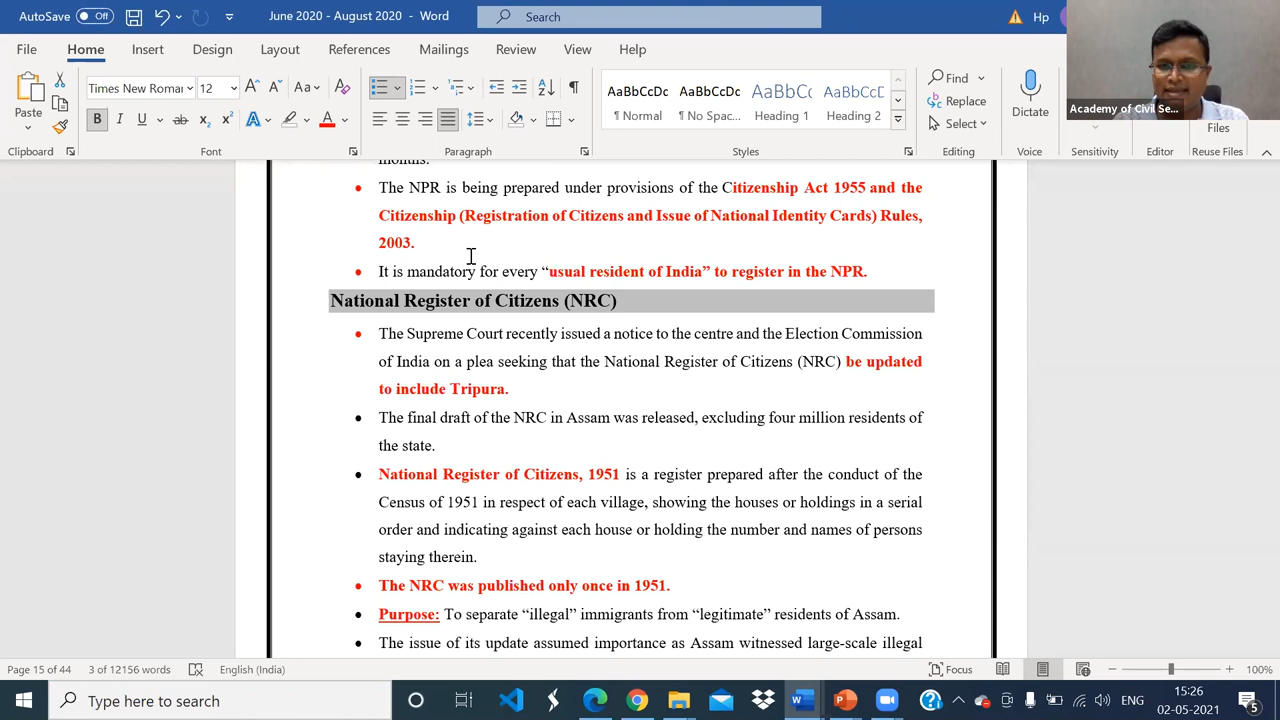 AutoSave Off June 2020 - August 2020 - Word Search Hp
File Home Insert Design Layout References Mailings Review View Help
Times New Roma 12 Aa AaBbCcDc AaBbCcDc AaBbCc AaBbCcD Find
Paste ¶ Normal ¶ No Spac... Heading 1 Heading 2 Replace Dictate Academy of Civil Se...
B I U ab x₂ x² A A Select Files
Clipboard Font Paragraph Styles Editing Voice Sensitivity Editor Reuse Files
months.
• The NPR is being prepared under provisions of the Citizenship Act 1955 and the
Citizenship (Registration of Citizens and Issue of National Identity Cards) Rules,
2003.
• It is mandatory for every “usual resident of India” to register in the NPR.
National Register of Citizens (NRC)
• The Supreme Court recently issued a notice to the centre and the Election Commission
of India on a plea seeking that the National Register of Citizens (NRC) be updated
to include Tripura.
• The final draft of the NRC in Assam was released, excluding four million residents of
the state.
• National Register of Citizens, 1951 is a register prepared after the conduct of the
Census of 1951 in respect of each village, showing the houses or holdings in a serial
order and indicating against each house or holding the number and names of persons
staying therein.
• The NRC was published only once in 1951.
• Purpose: To separate “illegal” immigrants from “legitimate” residents of Assam.
• The issue of its update assumed importance as Assam witnessed large-scale illegal
Page 15 of 44 3 of 12156 words English (India) Focus 100%
Type here to search ENG 15:26
02-05-2021 5